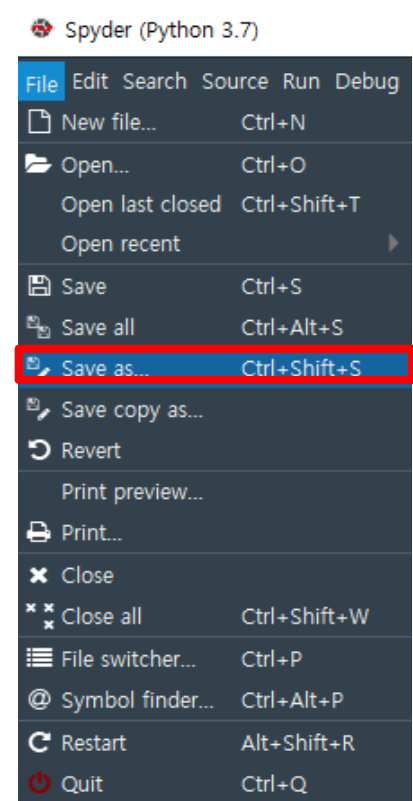 Spyder (Python 3.7)
File Edit Search Source Run Debug
New file... Ctrl+N
Open... Ctrl+O
Open last closed Ctrl+Shift+T
Open recent
Save Ctrl+S
Save all Ctrl+Alt+S
Save as... Ctrl+Shift+S
Save copy as...
Revert
Print preview...
Print...
Close
Close all Ctrl+Shift+W
File switcher... Ctrl+P
Symbol finder... Ctrl+Alt+P
Restart Alt+Shift+R
Quit Ctrl+Q